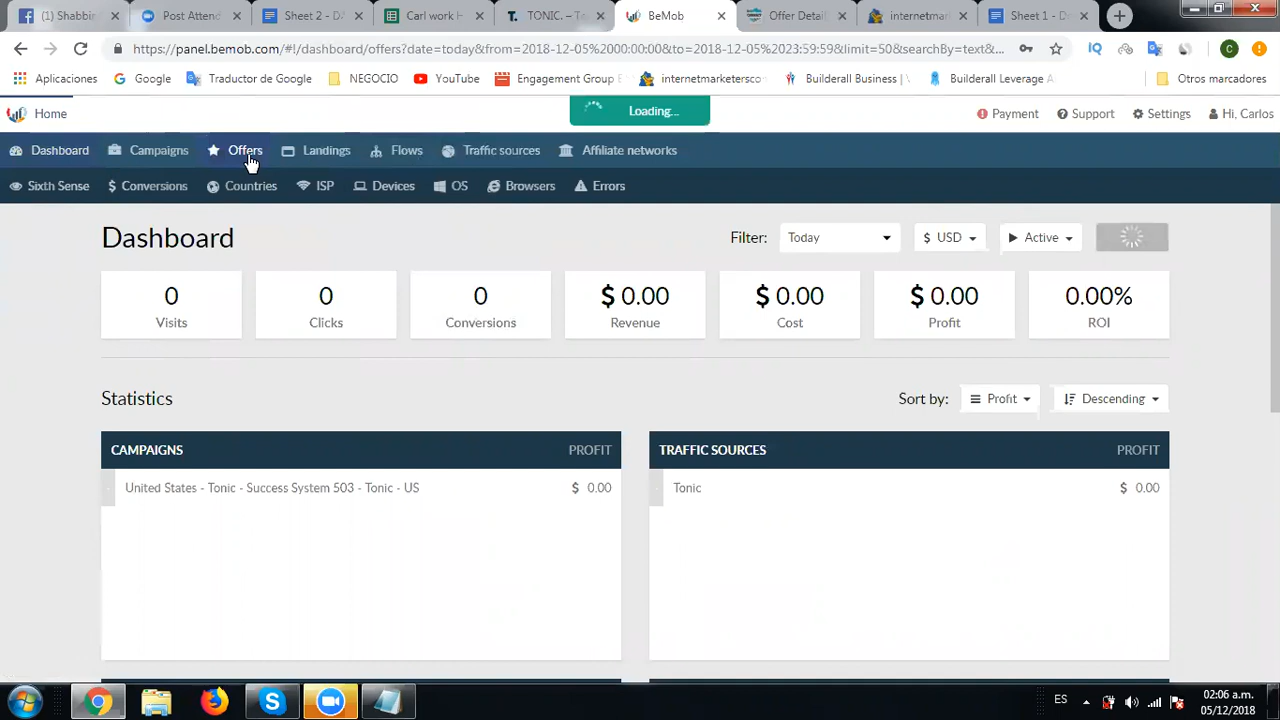 (1) Shabbir
Post Attend
Sheet 2 - DA
Carl work H
TONIC. – Te
BeMob
Offer Detail
internetmar
Sheet 1 - Do
https://panel.bemob.com/#!/dashboard/offers?date=today&from=2018-12-05%2000:00:00&to=2018-12-05%2023:59:59&limit=50&searchBy=text&...
C
Aplicaciones
Google
Traductor de Google
NEGOCIO
YouTube
Engagement Group E
internetmarketersco
Builderall Business | V
Builderall Leverage A
Otros marcadores
Home
Loading...
Payment
Support
Settings
Hi, Carlos
Dashboard
Campaigns
Offers
Landings
Flows
Traffic sources
Affiliate networks
Sixth Sense
Conversions
Countries
ISP
Devices
OS
Browsers
Errors
Dashboard
Filter:
Today
$ USD
Active
0
Visits
0
Clicks
0
Conversions
$ 0.00
Revenue
$ 0.00
Cost
$ 0.00
Profit
0.00%
ROI
Statistics
Sort by:
Profit
Descending
CAMPAIGNS PROFIT
United States - Tonic - Success System 503 - Tonic - US $ 0.00
TRAFFIC SOURCES PROFIT
Tonic $ 0.00
ES
02:06 a.m.
05/12/2018